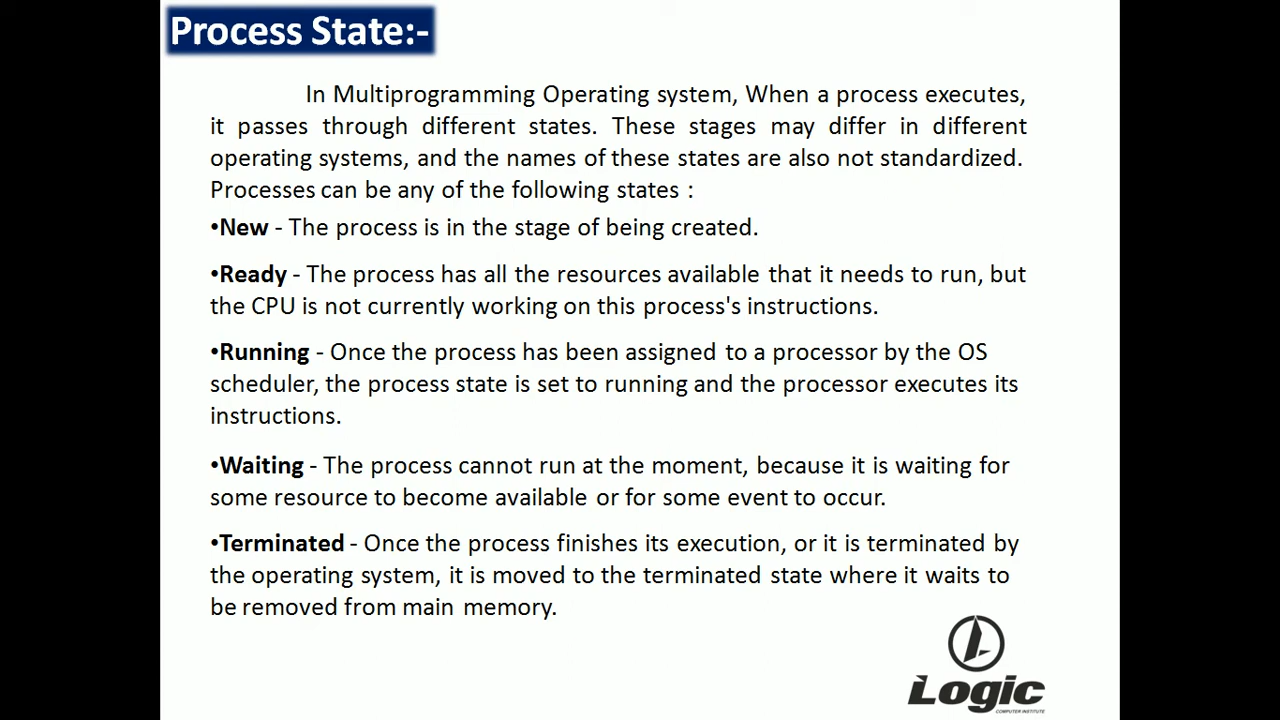 Process State:-
In Multiprogramming Operating system, When a process executes,
it passes through different states. These stages may differ in different
operating systems, and the names of these states are also not standardized.
Processes can be any of the following states :
•New - The process is in the stage of being created.
•Ready - The process has all the resources available that it needs to run, but
the CPU is not currently working on this process's instructions.
•Running - Once the process has been assigned to a processor by the OS
scheduler, the process state is set to running and the processor executes its
instructions.
•Waiting - The process cannot run at the moment, because it is waiting for
some resource to become available or for some event to occur.
•Terminated - Once the process finishes its execution, or it is terminated by
the operating system, it is moved to the terminated state where it waits to
be removed from main memory.
Logic
COMPUTER INSTITUTE